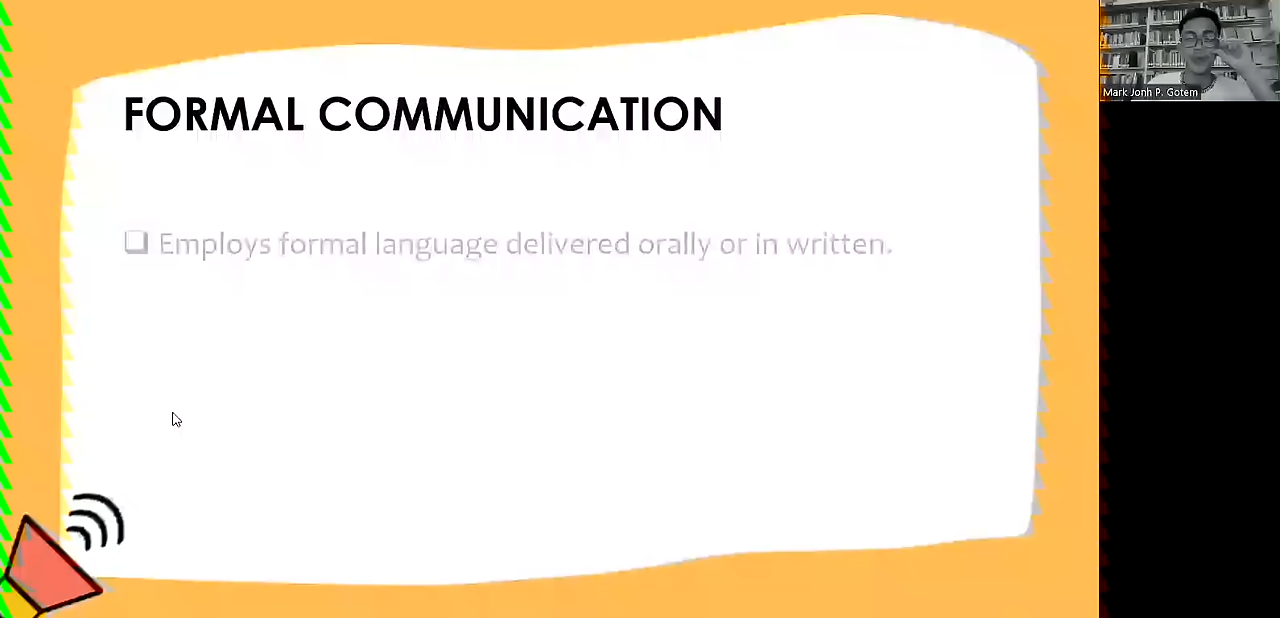 FORMAL COMMUNICATION
Employs formal language delivered orally or in written.
Mark Jonh P. Gotem